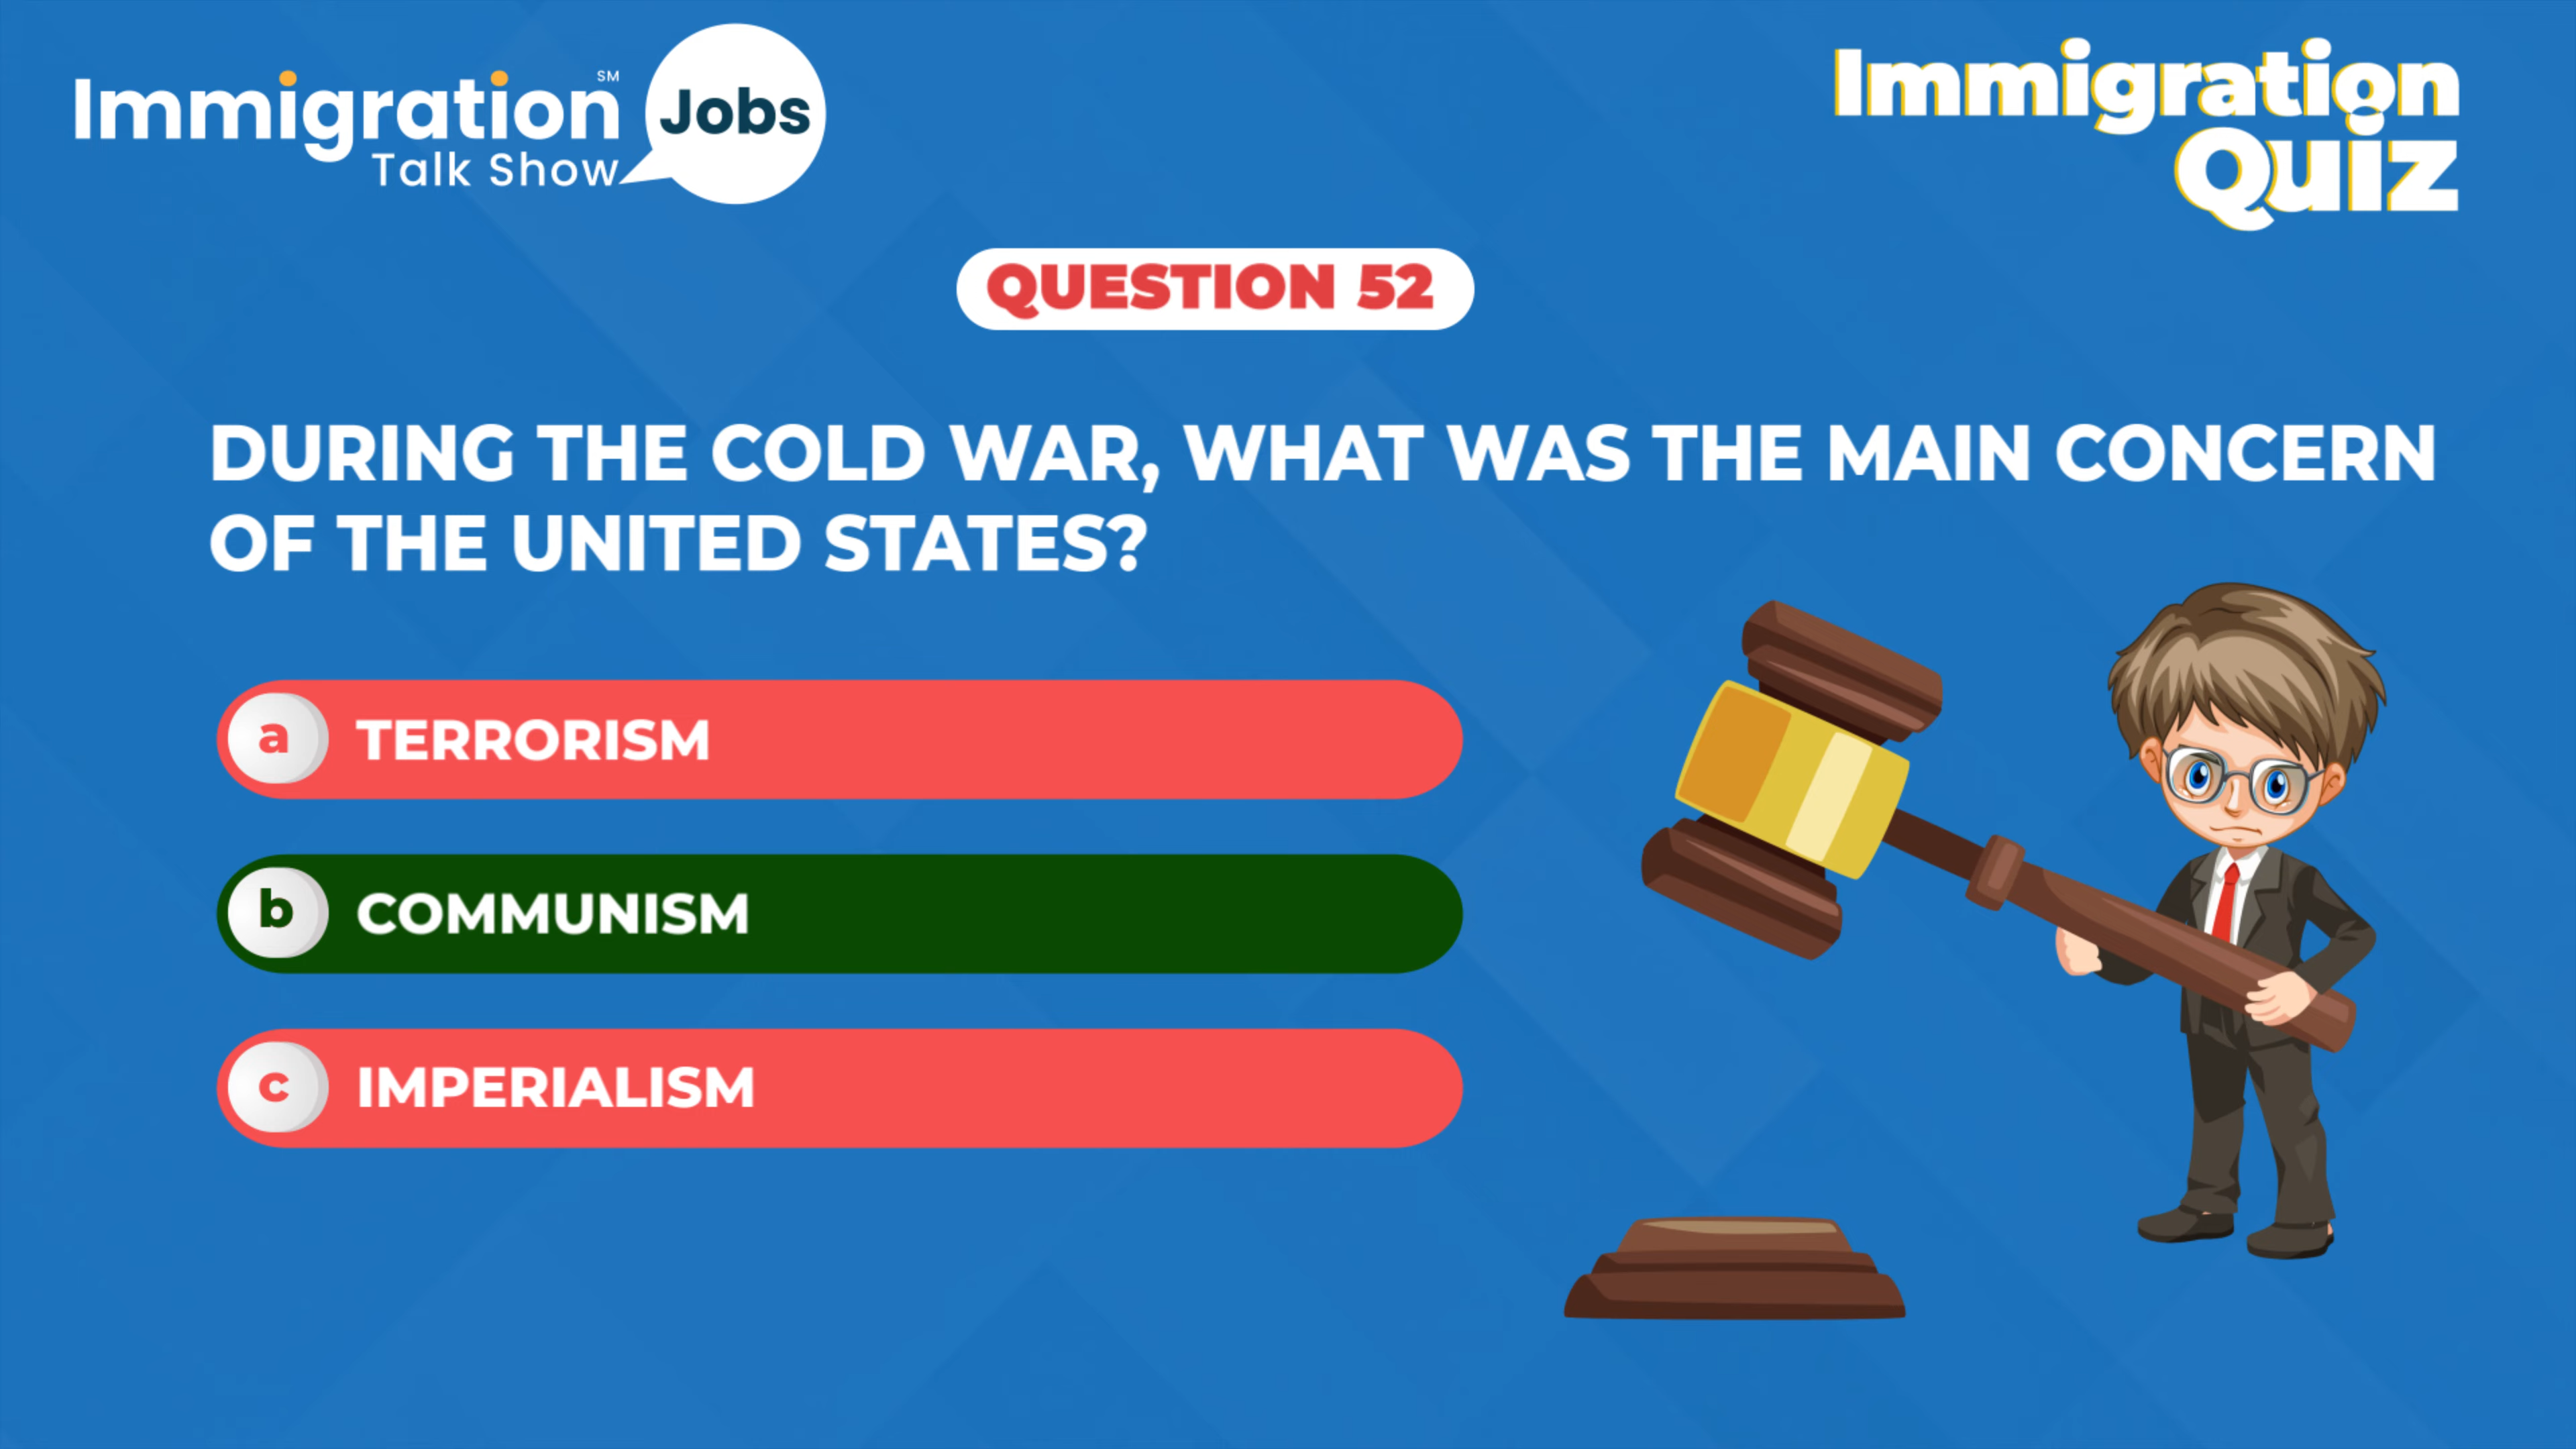 Immigration SM
Talk Show
Jobs
Immigration
Quiz
QUESTION 52
DURING THE COLD WAR, WHAT WAS THE MAIN CONCERN
OF THE UNITED STATES?
a TERRORISM
b COMMUNISM
c IMPERIALISM